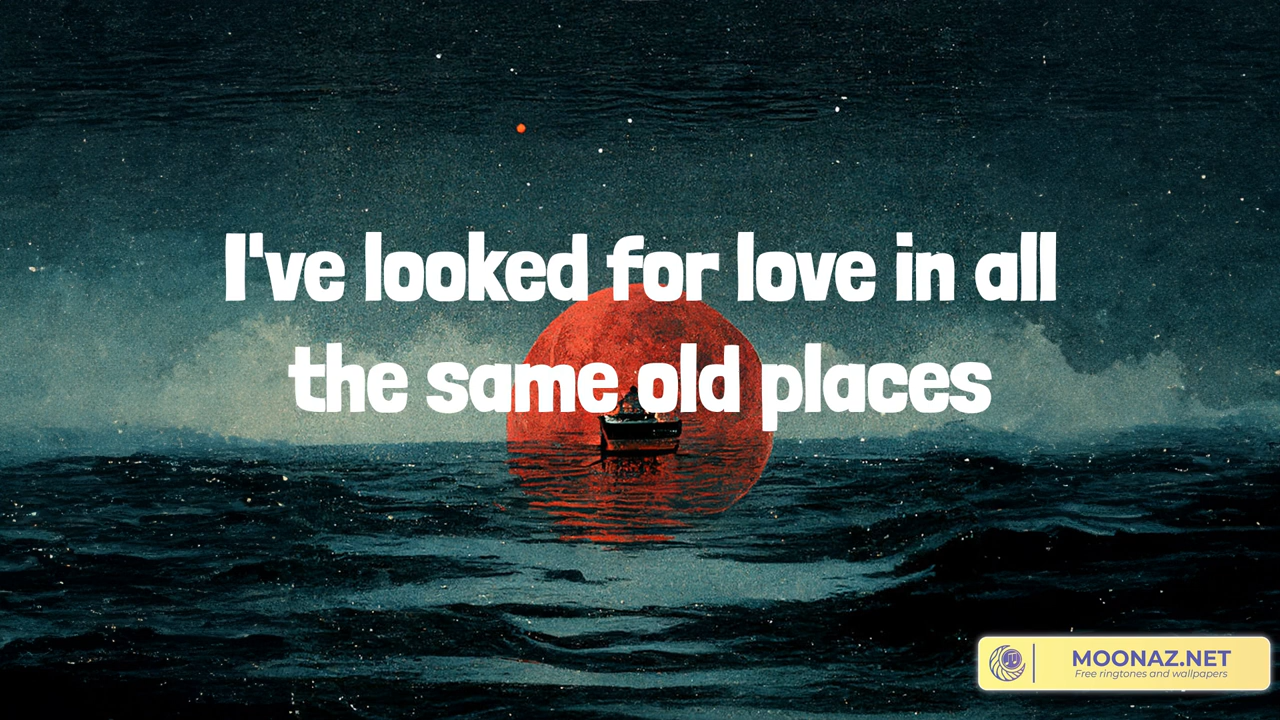 I've looked for love in all
the same old places
MOONAZ.NET
Free ringtones and wallpapers